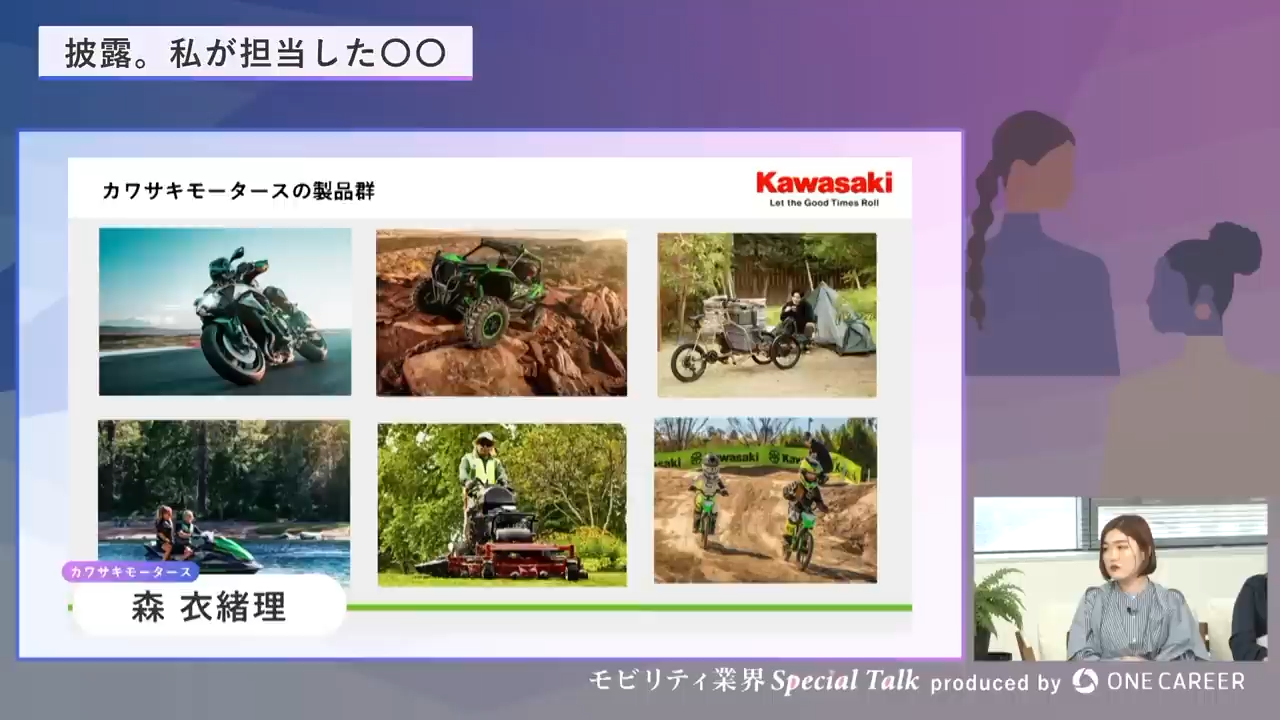 披露。私が担当した〇〇
カワサキモータースの製品群
Kawasaki
Let the Good Times Roll
カワサキモータース
森 衣緒理
モビリティ業界 Special Talk produced by ONE CAREER